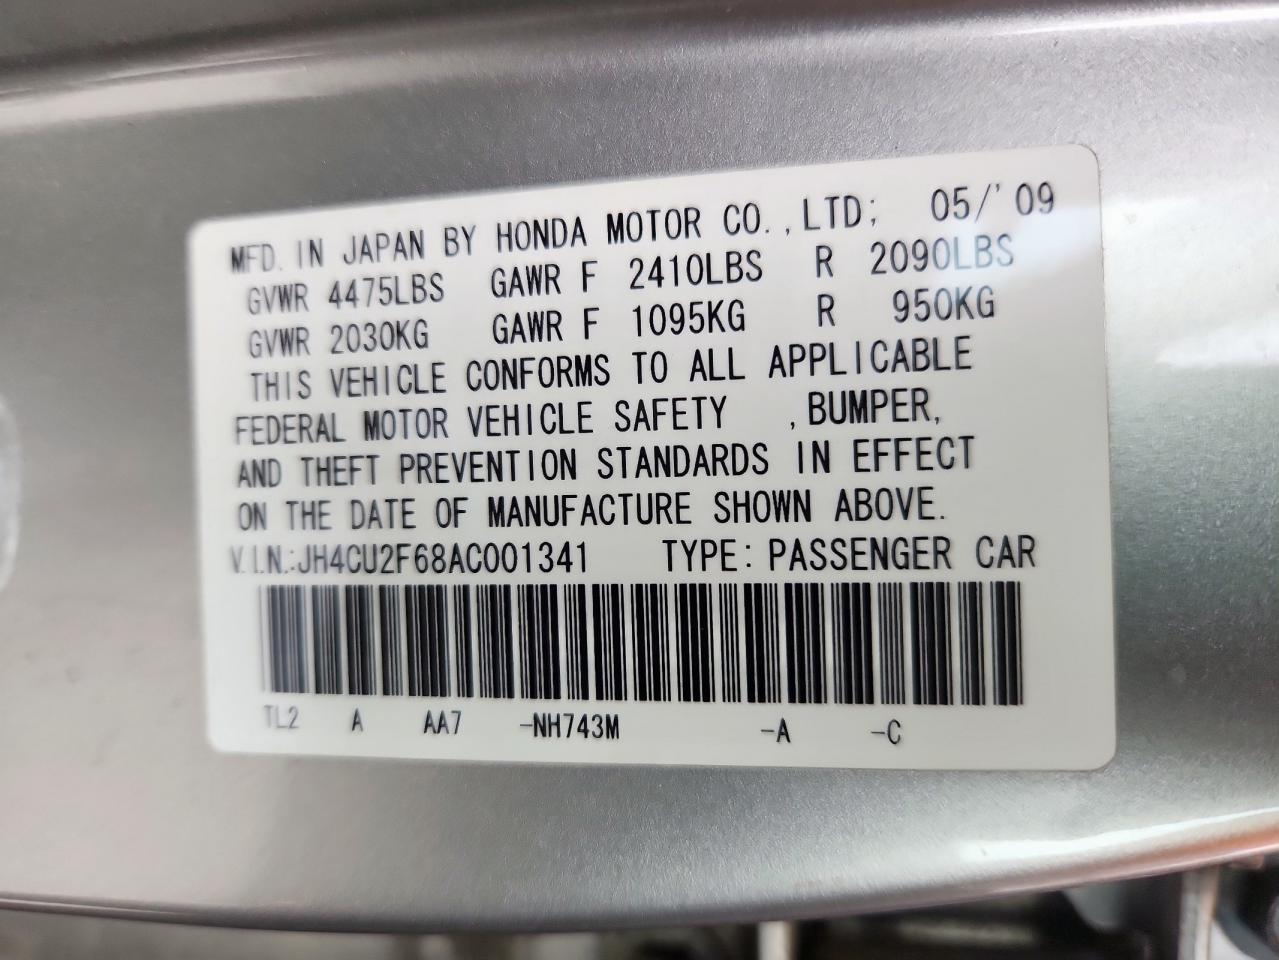 MFD. IN JAPAN BY HONDA MOTOR CO.,LTD; 05/'09
GVWR 4475LBS GAWR F 2410LBS R 2090LBS
GVWR 2030KG GAWR F 1095KG R 950KG
THIS VEHICLE CONFORMS TO ALL APPLICABLE
FEDERAL MOTOR VEHICLE SAFETY ,BUMPER,
AND THEFT PREVENTION STANDARDS IN EFFECT
ON THE DATE OF MANUFACTURE SHOWN ABOVE.
V.I.N.:JH4CU2F68AC001341 TYPE:PASSENGER CAR
TL2 A AA7 -NH743M -A -C